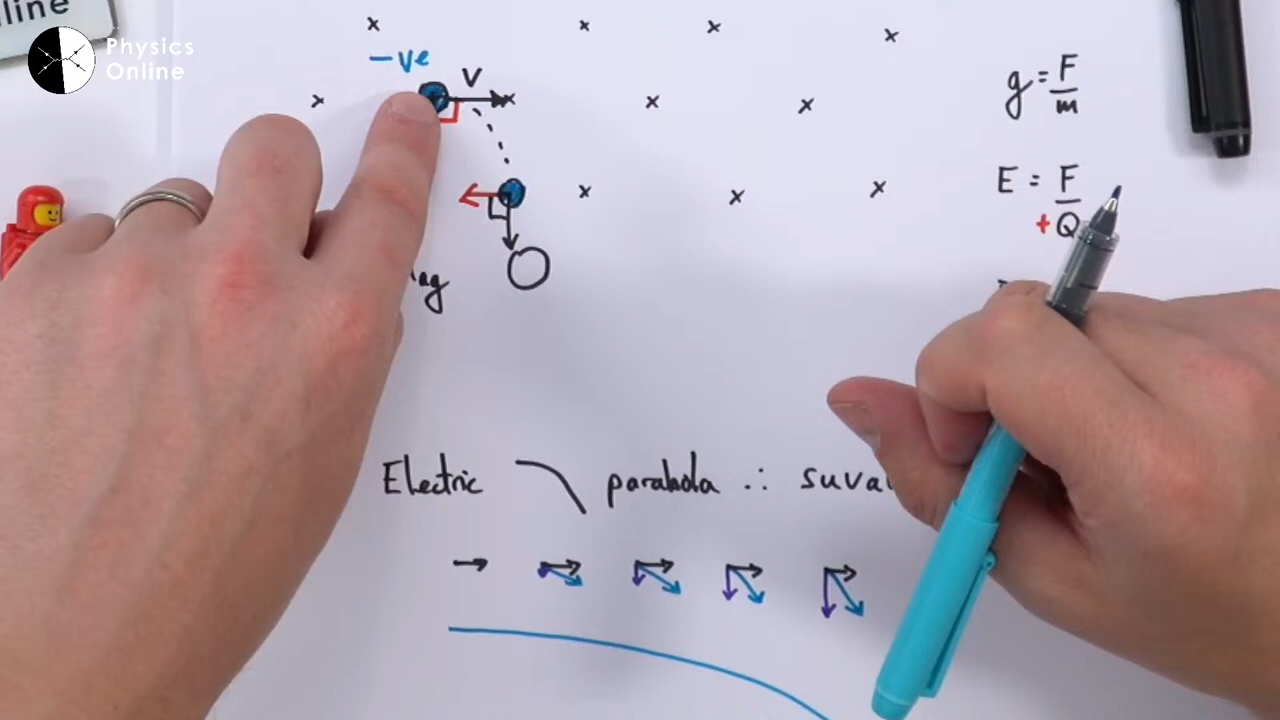 line
Physics
Online
-ve
v
g = F/m
E = F/Q
+
Electric parabola ∴ suva